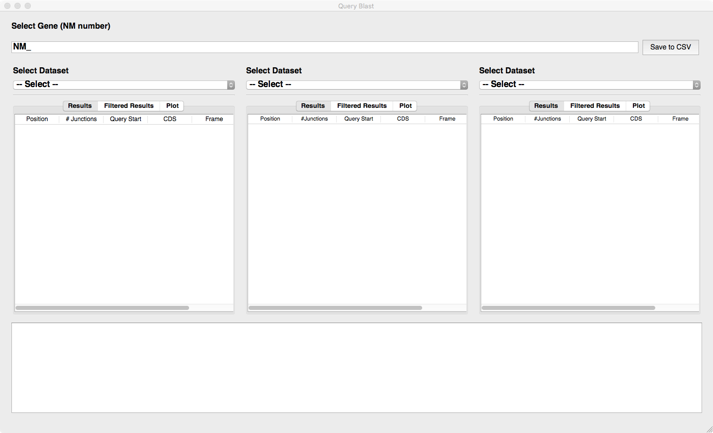 Query Blast
Select Gene (NM number)
NM_ Save to CSV
Select Dataset Select Dataset Select Dataset
-- Select -- -- Select -- -- Select --
Results Filtered Results Plot Results Filtered Results Plot Results Filtered Results Plot
Position # Junctions Query Start CDS Frame Position #Junctions Query Start CDS Frame Position #Junctions Query Start CDS Frame